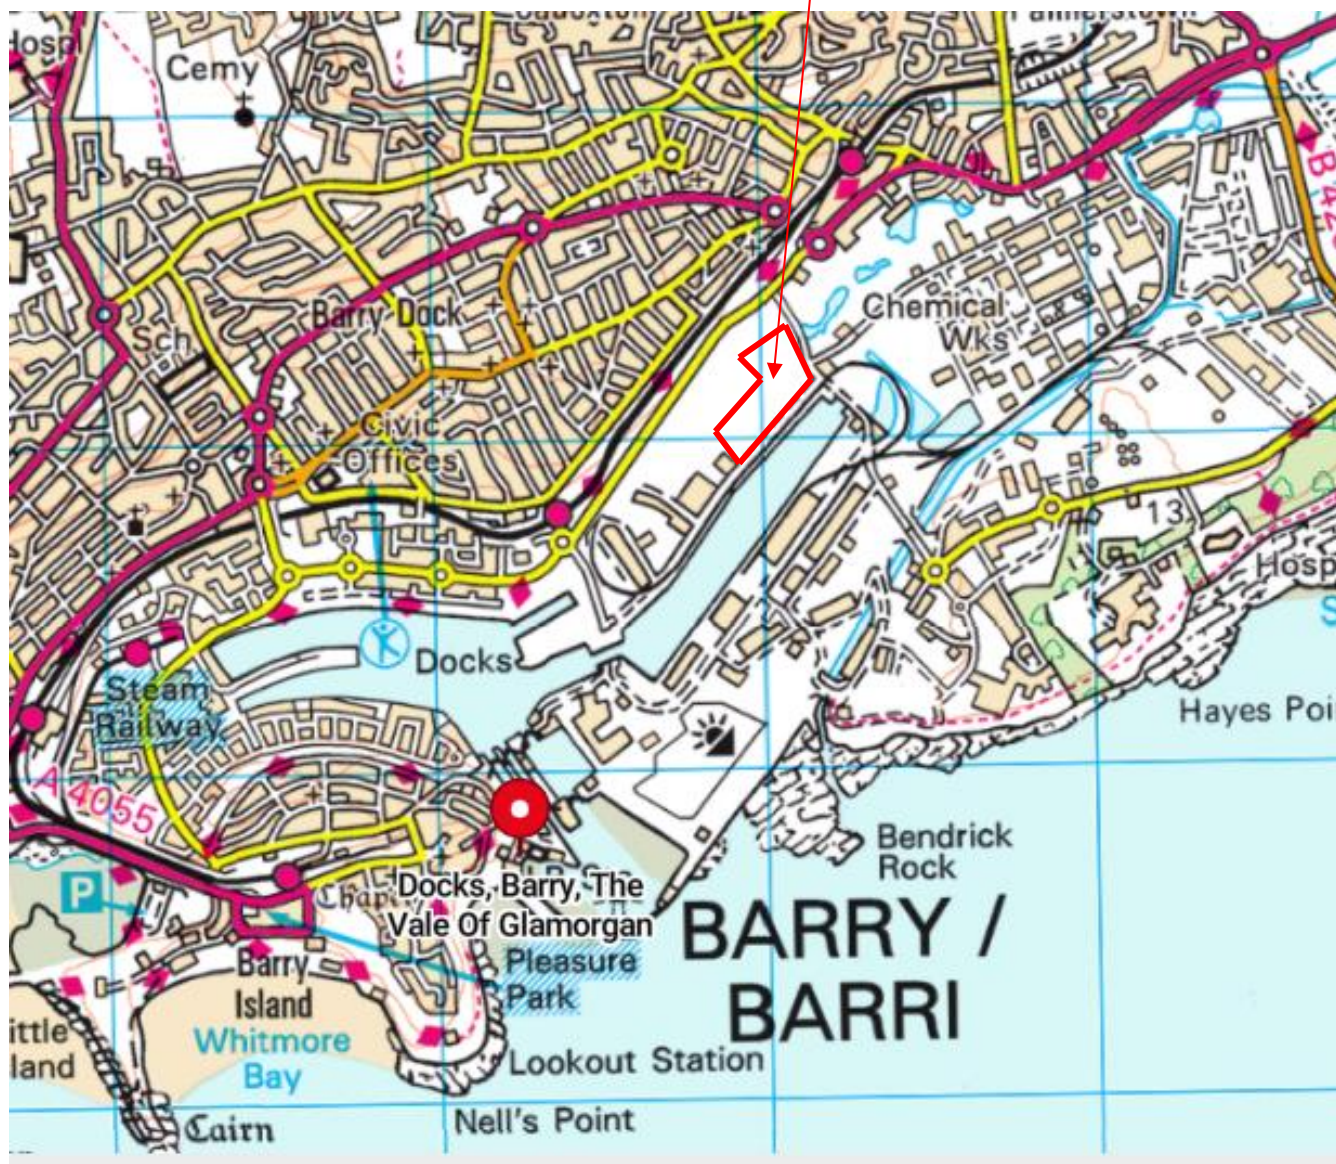 Cemy
Barry Dock
Sch
Chemical
Wks
Civic
Offices
B 42
13
Docks
Steam
Railway
Hayes Poi
A 4055
Bendrick
Rock
P
Docks, Barry, The
Vale Of Glamorgan
BARRY /
BARRI
Pleasure
Park
Barry
Island
Whitmore
Bay
Lookout Station
Nell's Point
Cairn
ittle
land
Hosp